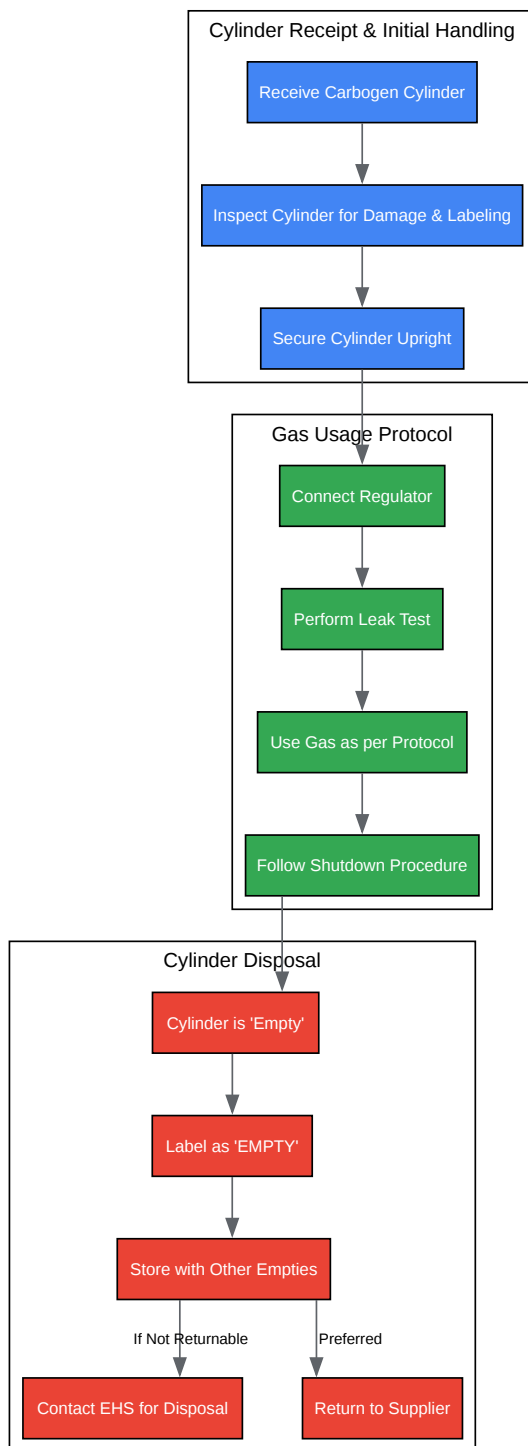 Cylinder Receipt & Initial Handling
Receive Carbogen Cylinder
Inspect Cylinder for Damage & Labeling
Secure Cylinder Upright
Gas Usage Protocol
Connect Regulator
Perform Leak Test
Use Gas as per Protocol
Follow Shutdown Procedure
Cylinder Disposal
Cylinder is 'Empty'
Label as 'EMPTY'
Store with Other Empties
If Not Returnable
Preferred
Contact EHS for Disposal
Return to Supplier